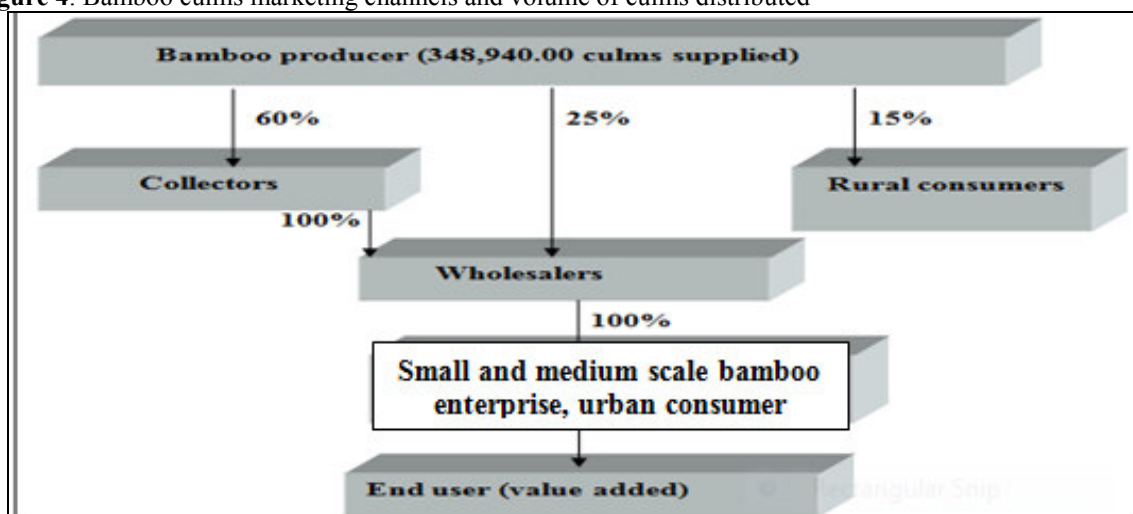 gure 4: Bamboo culms marketing channels and volume of culms distributed
Bamboo producer (348,940.00 culms supplied)
60%
25%
15%
Collectors
Rural consumers
100%
Wholesalers
100%
Small and medium scale bamboo
enterprise, urban consumer
End user (value added)
Rectangular Snip